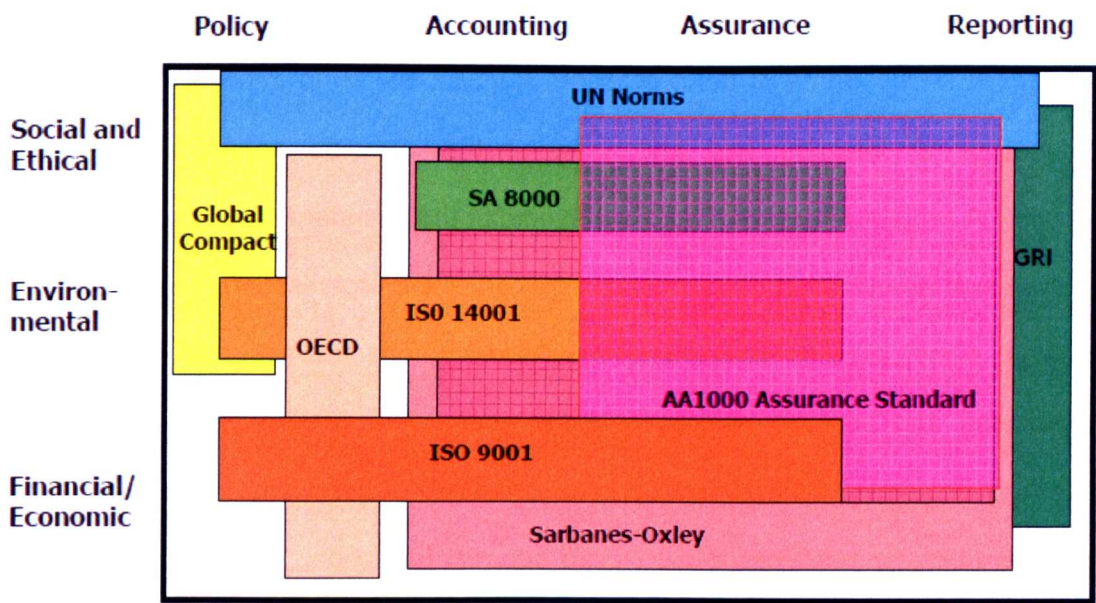 Policy Accounting Assurance Reporting
UN Norms
Social and
Ethical
SA 8000
Global
Compact
GRI
Environ-
mental
IS0 14001
OECD
AA1000 Assurance Standard
ISO 9001
Financial/
Economic
Sarbanes-Oxley